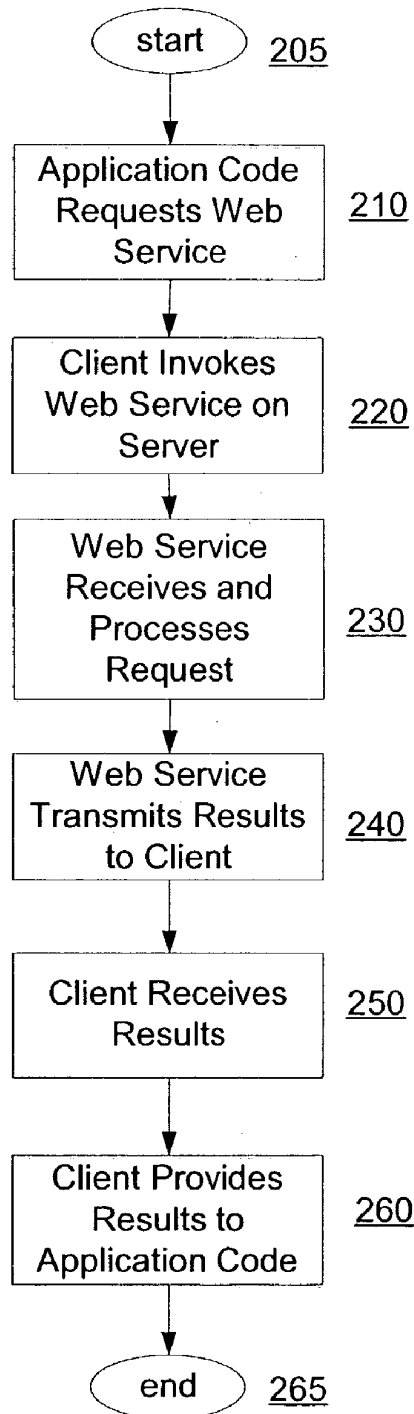 start
205
Application Code
Requests Web
Service
210
Client Invokes
Web Service on
Server
220
Web Service
Receives and
Processes
Request
230
Web Service
Transmits Results
to Client
240
Client Receives
Results
250
Client Provides
Results to
Application Code
260
end
265